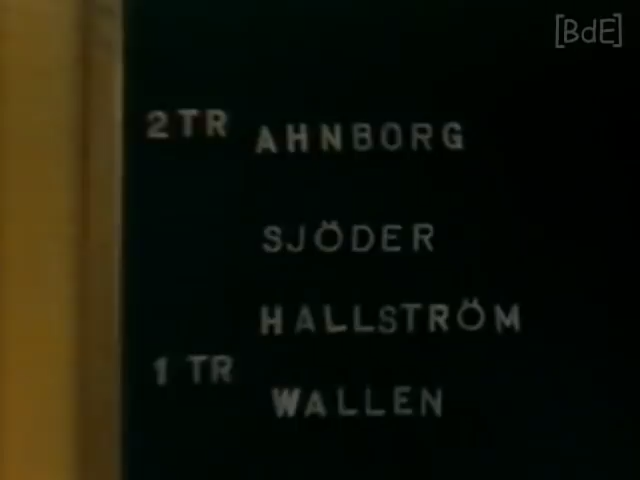 [BdE]
2TR AHNBORG
SJÖDER
HALLSTRÖM
1 TR
WALLEN